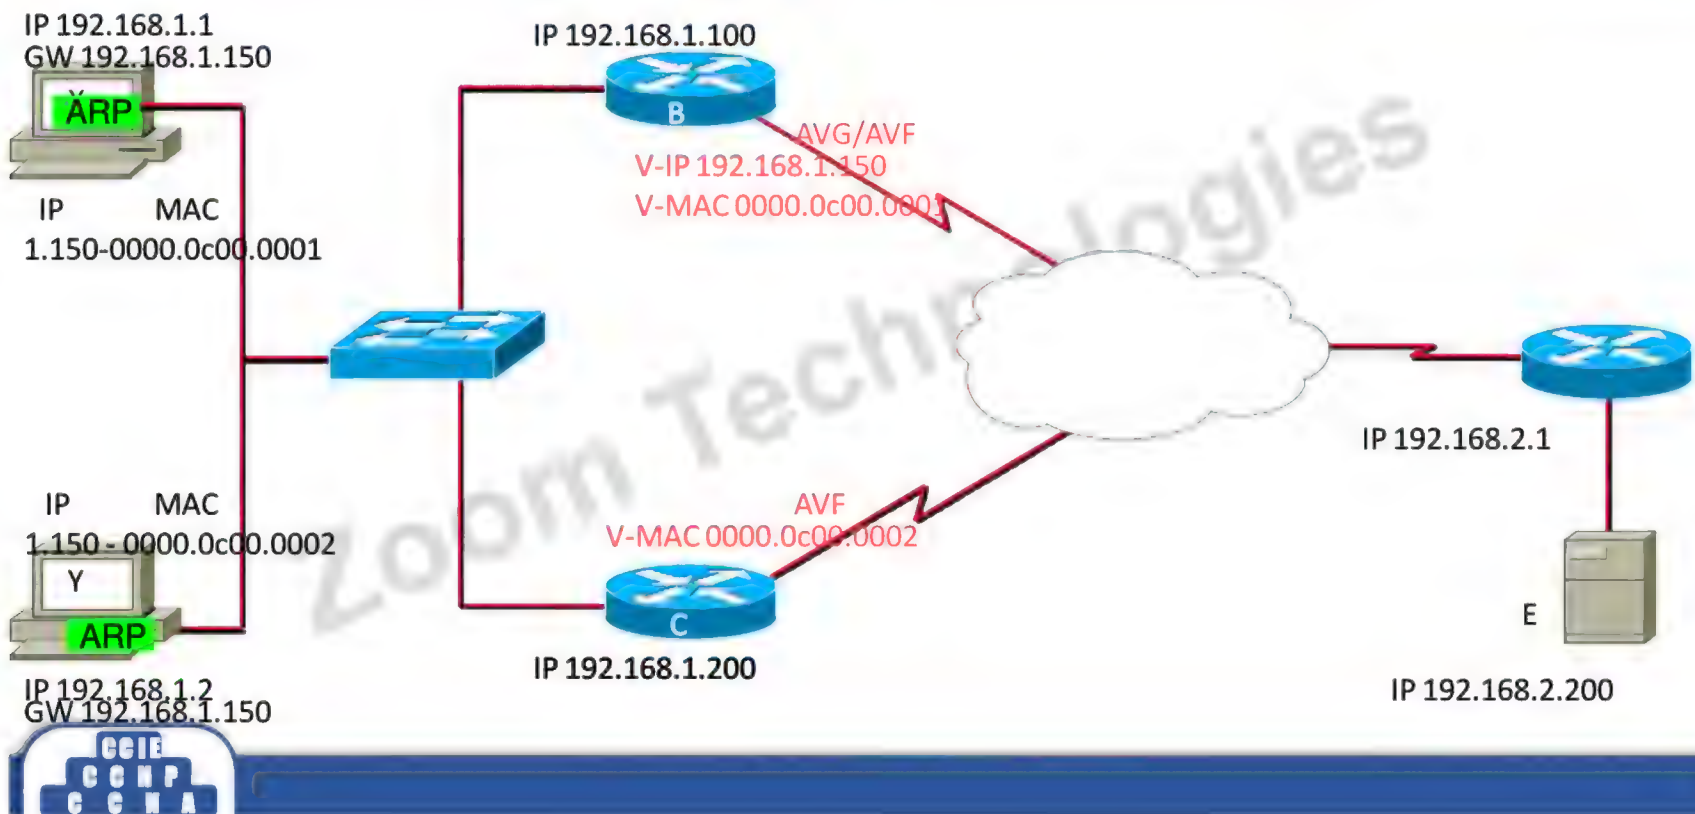 IP 192.168.1.1
GW 192.168.1.150
ARP
IP MAC
1.150-0000.0c00.0001
IP 192.168.1.100
B
AVG/AVF
V-IP 192.168.1.150
V-MAC 0000.0c00.0001
Zoom Technologies
IP 192.168.2.1
IP MAC
1.150 - 0000.0c00.0002
Y
ARP
IP 192.168.1.2
GW 192.168.1.150
AVF
V-MAC 0000.0c00.0002
C
IP 192.168.1.200
E
IP 192.168.2.200
CCIE
CCNP
CCNA